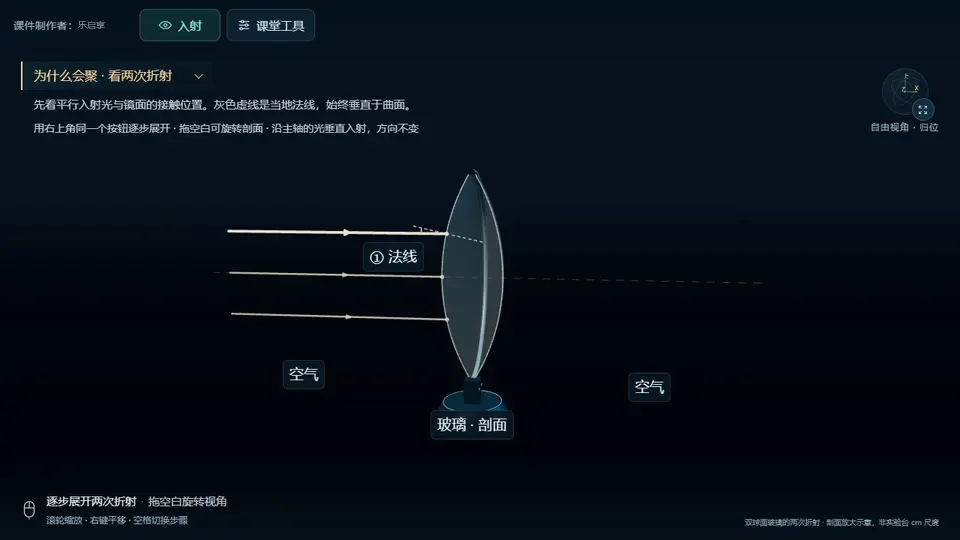 课件制作者：乐启享
入射
课堂工具
为什么会聚 · 看两次折射
先看平行入射光与镜面的接触位置。灰色虚线是当地法线，始终垂直于曲面。
用右上角同一个按钮逐步展开 · 拖空白可旋转剖面 · 沿主轴的光垂直入射，方向不变
上
Z X
自由视角 · 归位
① 法线
空气
空气
玻璃 · 剖面
逐步展开两次折射 · 拖空白旋转视角
滚轮缩放 · 右键平移 · 空格切换步骤
双球面玻璃的两次折射 · 剖面放大示意，非实验台 cm 尺度